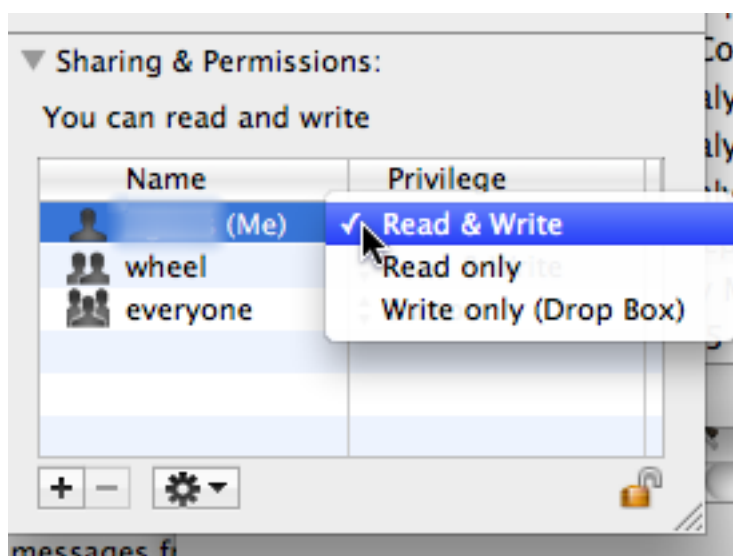 Sharing & Permissions:
You can read and write
Name Privilege
(Me) ✓ Read & Write
wheel Read only
everyone Write only (Drop Box)
messages